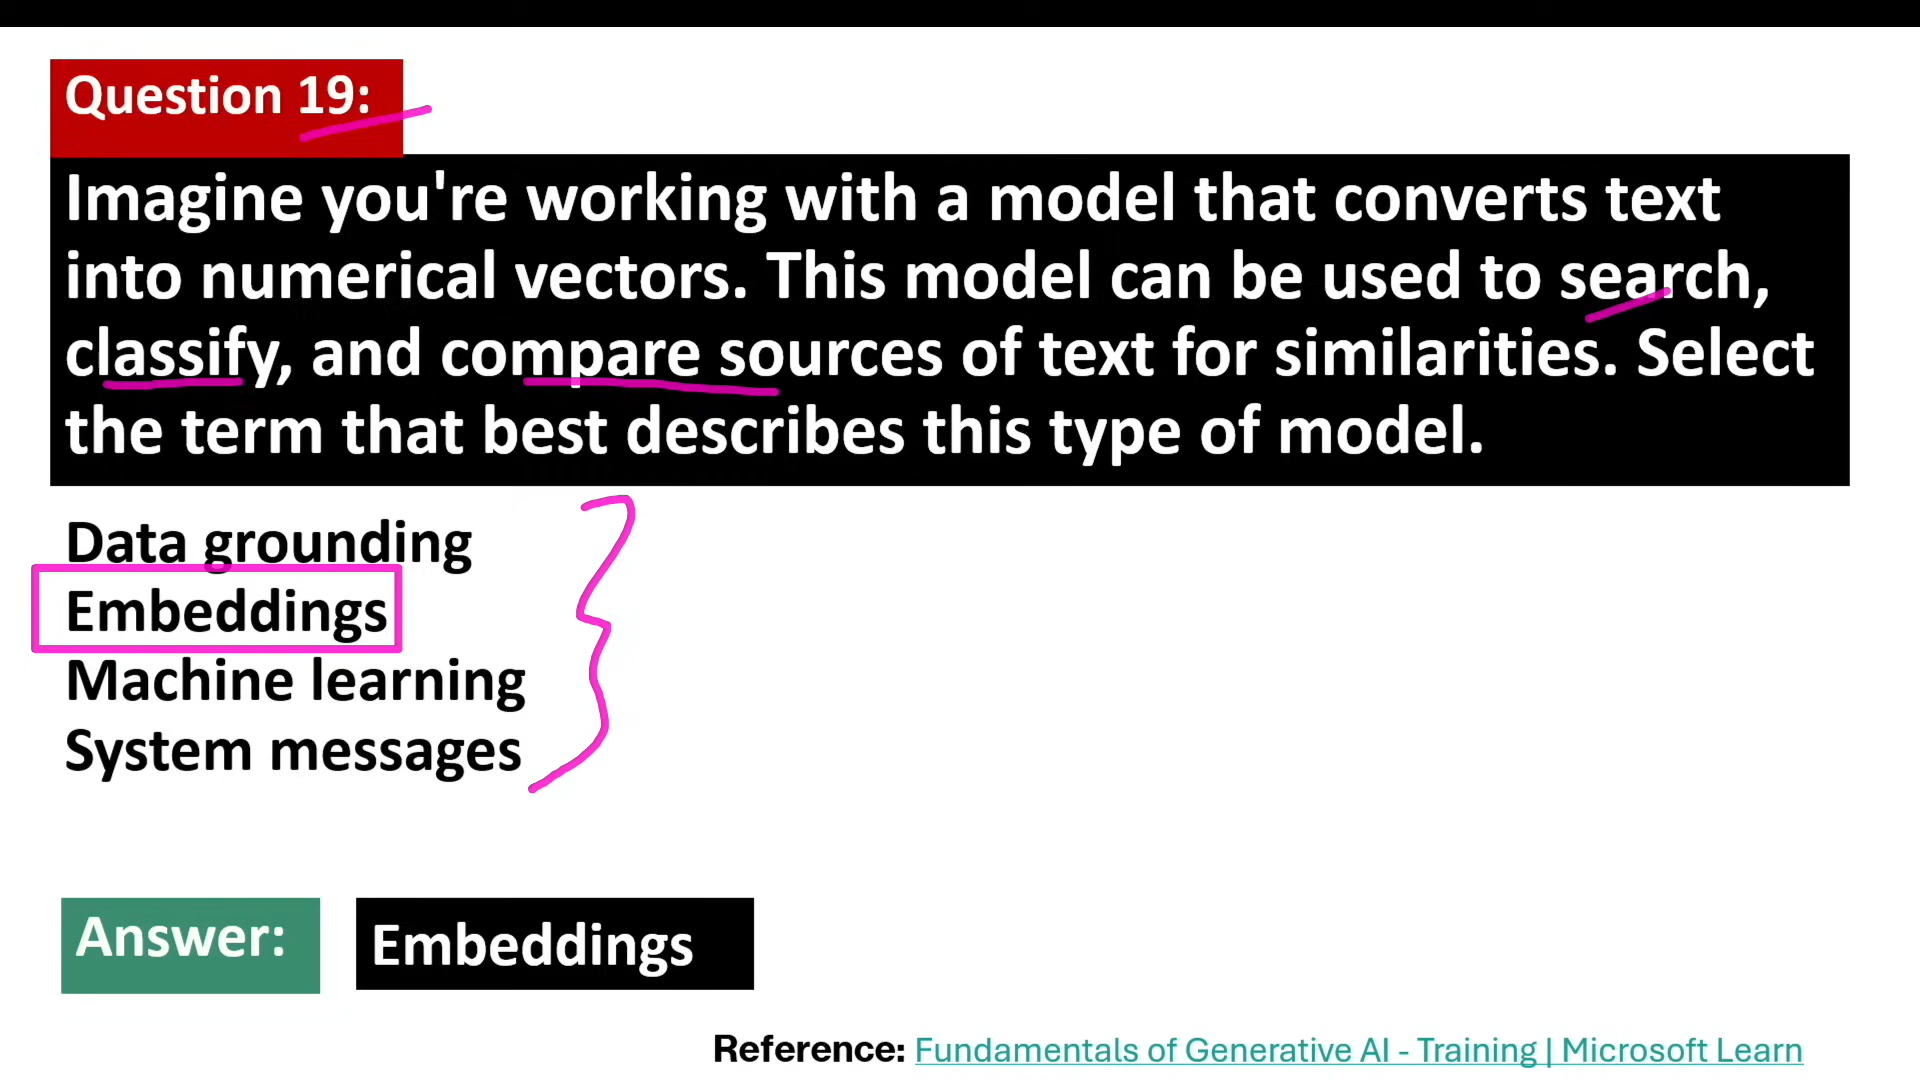 Question 19:
Imagine you're working with a model that converts text
into numerical vectors. This model can be used to search,
classify, and compare sources of text for similarities. Select
the term that best describes this type of model.
Data grounding
Embeddings
Machine learning
System messages
Answer:
Embeddings
Reference: Fundamentals of Generative AI - Training | Microsoft Learn